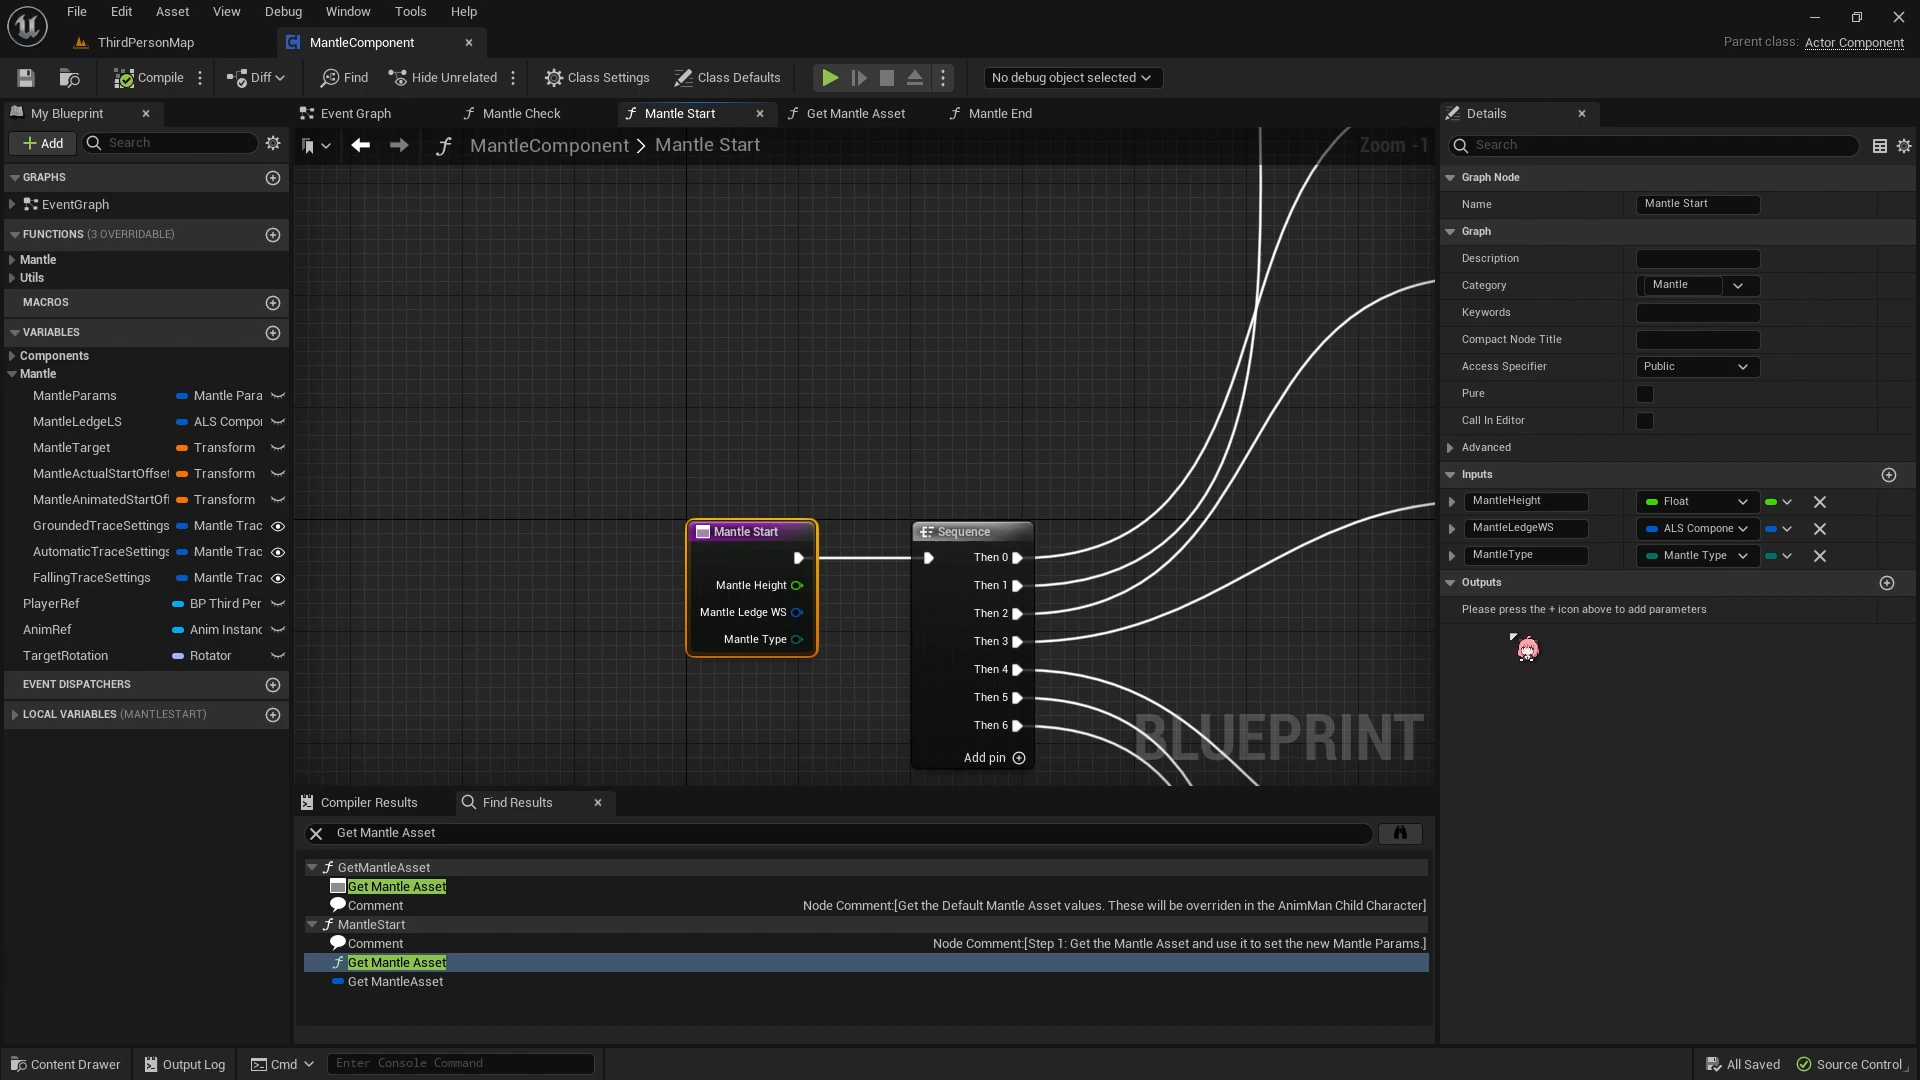 File Edit Asset View Debug Window Tools Help
ThirdPersonMap
MantleComponent
Parent class: Actor Component
Compile
Diff
Find
Hide Unrelated
Class Settings
Class Defaults
No debug object selected
My Blueprint
Event Graph
Mantle Check
Mantle Start
Get Mantle Asset
Mantle End
Details
Add
Search
MantleComponent > Mantle Start
Zoom -1
Search
GRAPHS
EventGraph
FUNCTIONS (3 OVERRIDABLE)
Mantle
Utils
MACROS
VARIABLES
Components
Mantle
MantleParams Mantle Para
MantleLedgeLS ALS Compor
MantleTarget Transform
MantleActualStartOffset Transform
MantleAnimatedStartOff Transform
GroundedTraceSettings Mantle Trac
AutomaticTraceSettings Mantle Trac
FallingTraceSettings Mantle Trac
PlayerRef BP Third Per
AnimRef Anim Instanc
TargetRotation Rotator
EVENT DISPATCHERS
LOCAL VARIABLES (MANTLESTART)
Mantle Start
Mantle Height
Mantle Ledge WS
Mantle Type
Sequence
Then 0
Then 1
Then 2
Then 3
Then 4
Then 5
Then 6
Add pin
BLUEPRINT
Graph Node
Name Mantle Start
Graph
Description
Category Mantle
Keywords
Compact Node Title
Access Specifier Public
Pure
Call In Editor
Advanced
Inputs
MantleHeight Float
MantleLedgeWS ALS Compone
MantleType Mantle Type
Outputs
Please press the + icon above to add parameters
Compiler Results
Find Results
Get Mantle Asset
GetMantleAsset
Get Mantle Asset
Comment Node Comment:[Get the Default Mantle Asset values. These will be overriden in the AnimMan Child Character]
MantleStart
Comment Node Comment:[Step 1: Get the Mantle Asset and use it to set the new Mantle Params.]
Get Mantle Asset
Get MantleAsset
Content Drawer
Output Log
Cmd
Enter Console Command
All Saved
Source Control